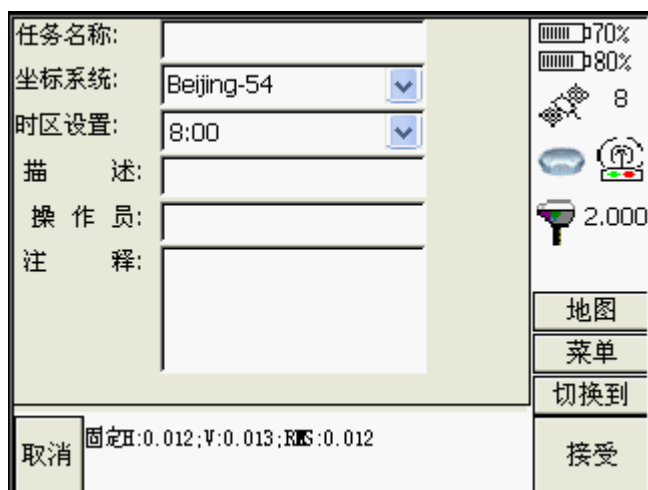 任务名称:
坐标系统: Beijing-54
时区设置: 8:00
描 述:
操 作 员:
注 释:
70%
80%
8
2.000
地图
菜单
切换到
取消
固定H:0.012;V:0.013;RMS:0.012
接受